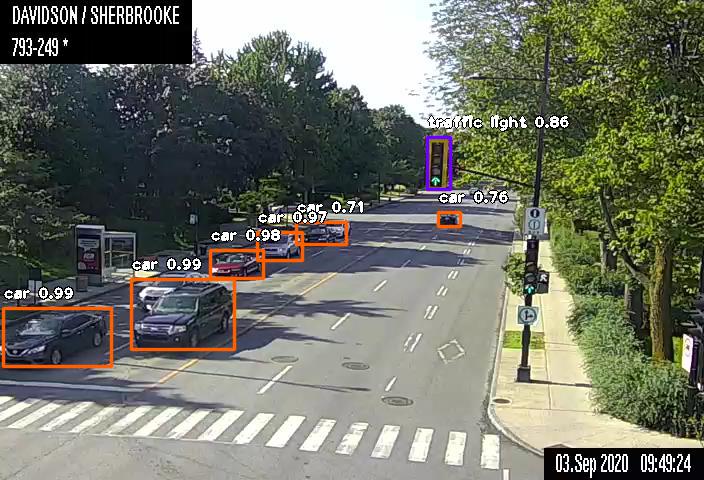 DAVIDSON / SHERBROOKE
793-249 *
traffic light 0.86
car 0.76
car 0.71
car 0.97
car 0.98
car 0.99
car 0.99
03.Sep 2020 09:49:24